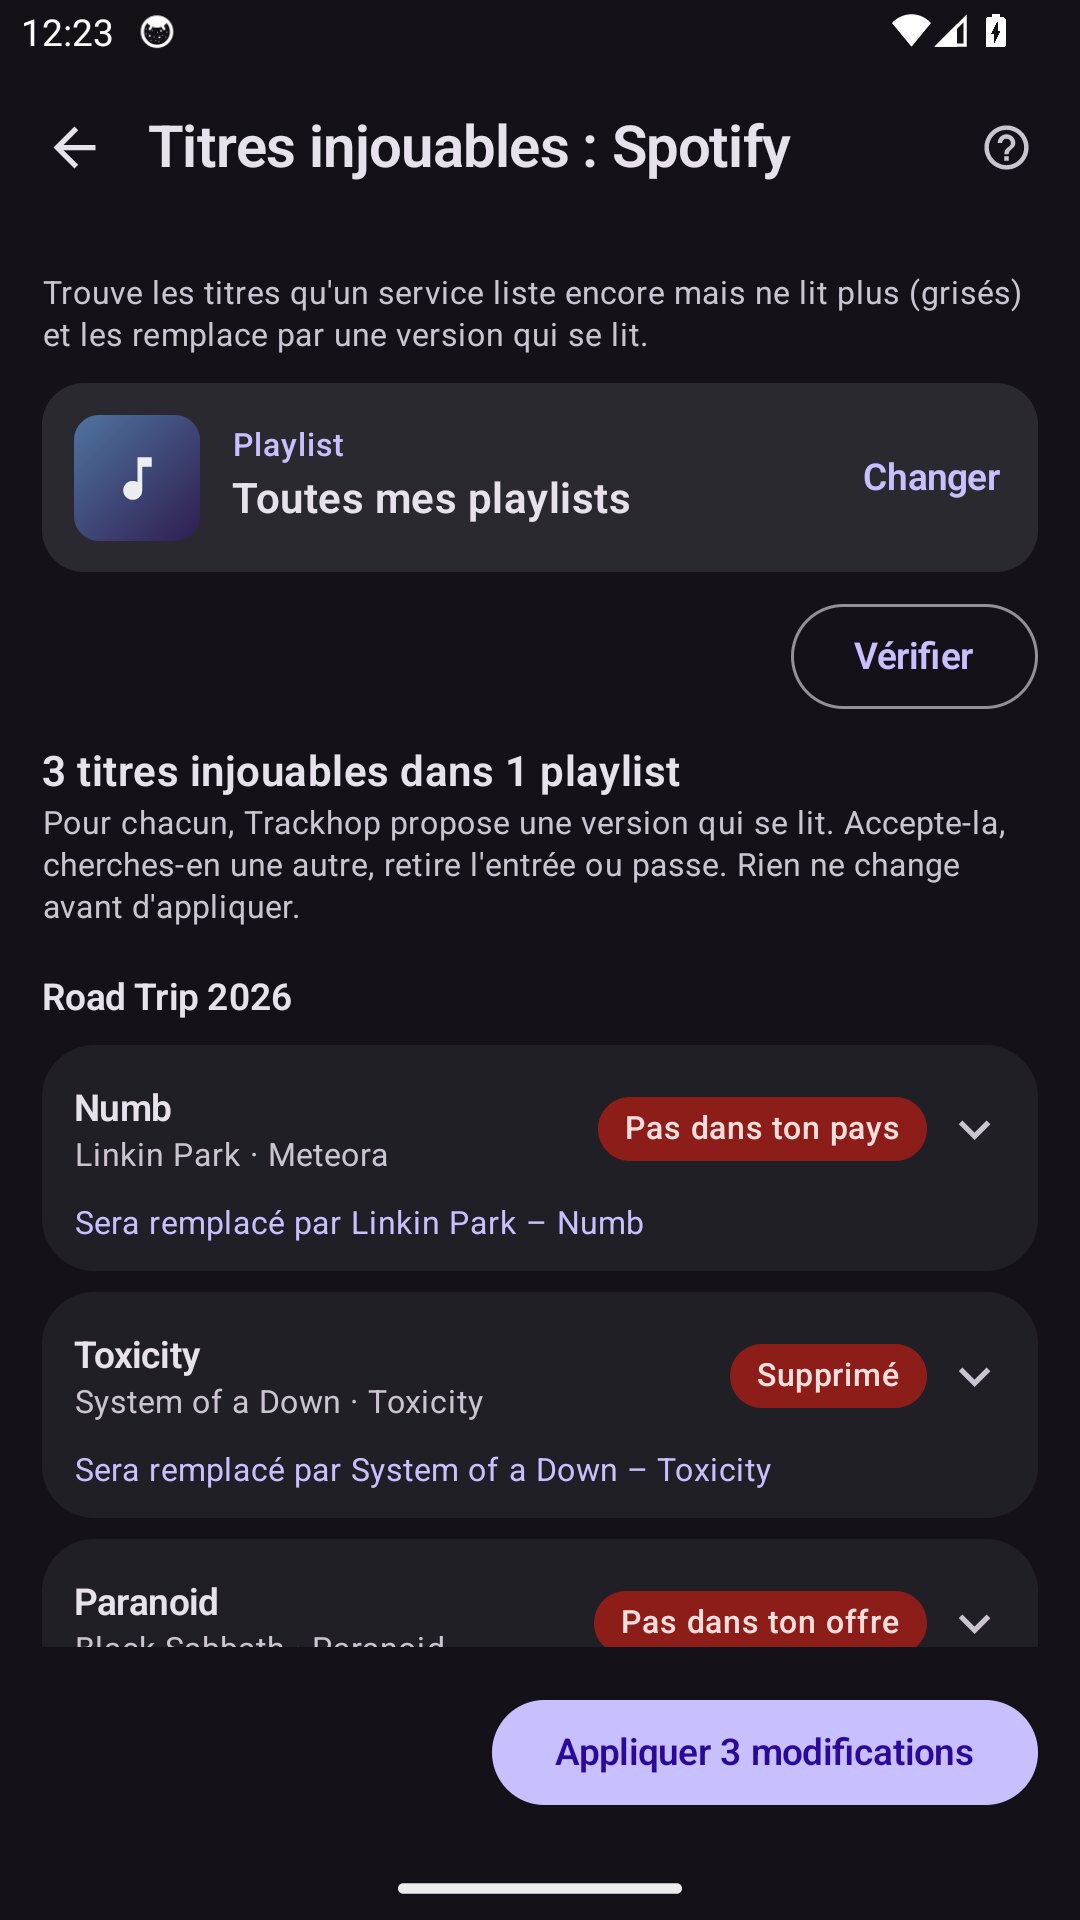 12:23
Titres injouables : Spotify
Trouve les titres qu'un service liste encore mais ne lit plus (grisés)
et les remplace par une version qui se lit.
Playlist
Toutes mes playlists
Changer
Vérifier
3 titres injouables dans 1 playlist
Pour chacun, Trackhop propose une version qui se lit. Accepte-la,
cherches-en une autre, retire l'entrée ou passe. Rien ne change
avant d'appliquer.
Road Trip 2026
Numb
Linkin Park · Meteora
Pas dans ton pays
Sera remplacé par Linkin Park – Numb
Toxicity
System of a Down · Toxicity
Supprimé
Sera remplacé par System of a Down – Toxicity
Paranoid
Black Sabbath · Paranoid
Pas dans ton offre
Appliquer 3 modifications